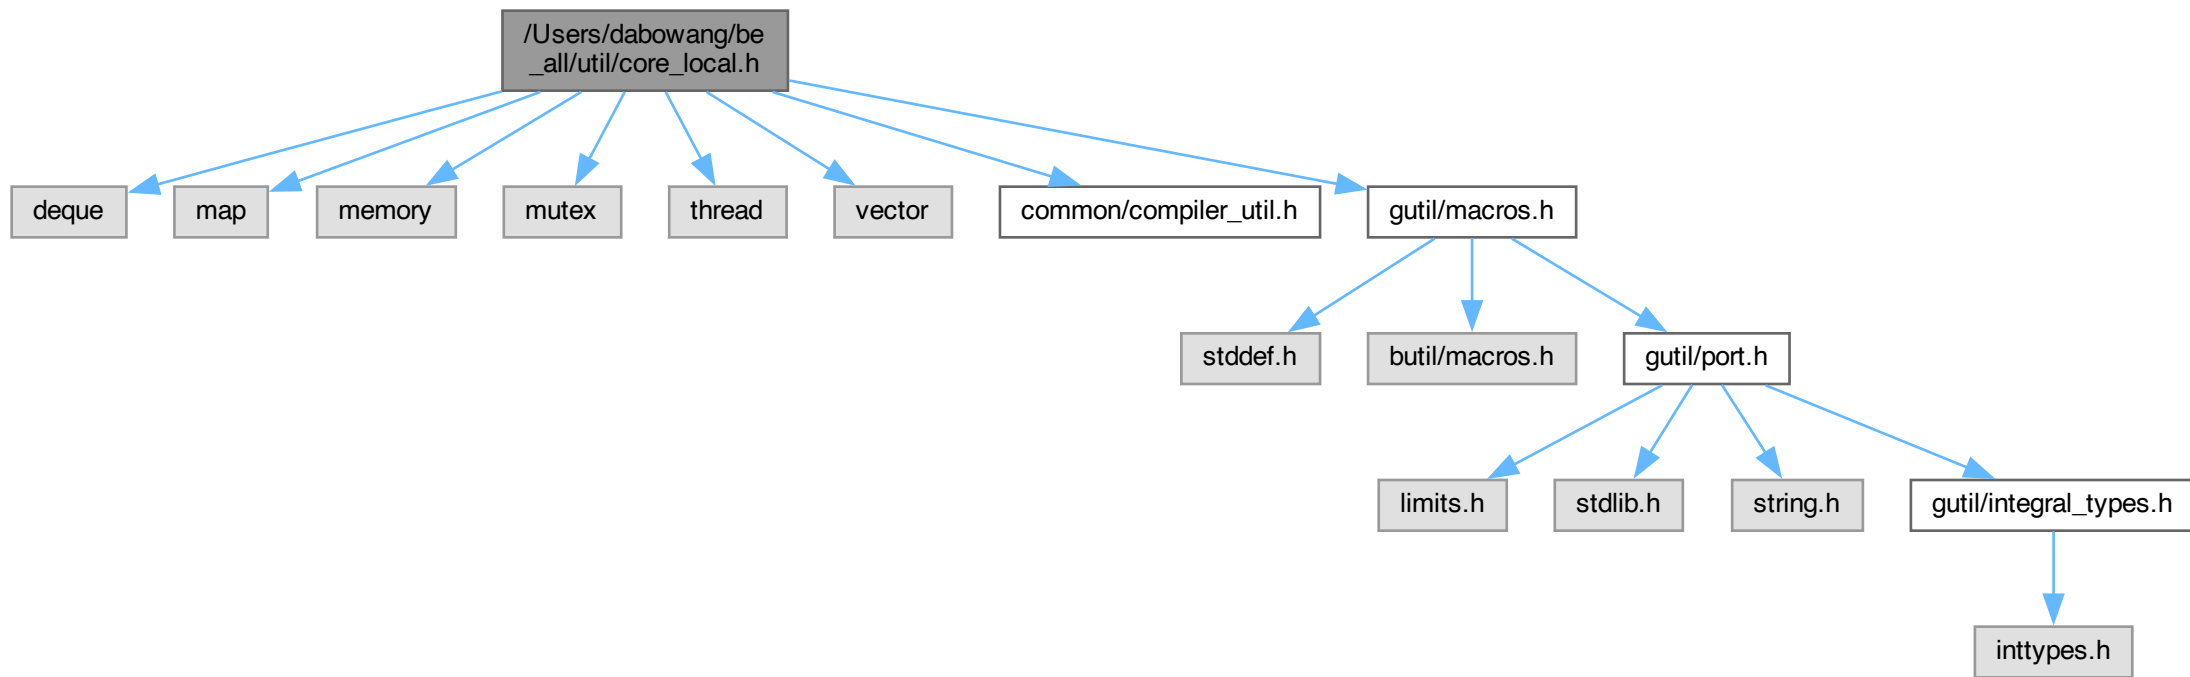 /Users/dabowang/be
_all/util/core_local.h
deque
map
memory
mutex
thread
vector
common/compiler_util.h
gutil/macros.h
stddef.h
butil/macros.h
gutil/port.h
limits.h
stdlib.h
string.h
gutil/integral_types.h
inttypes.h